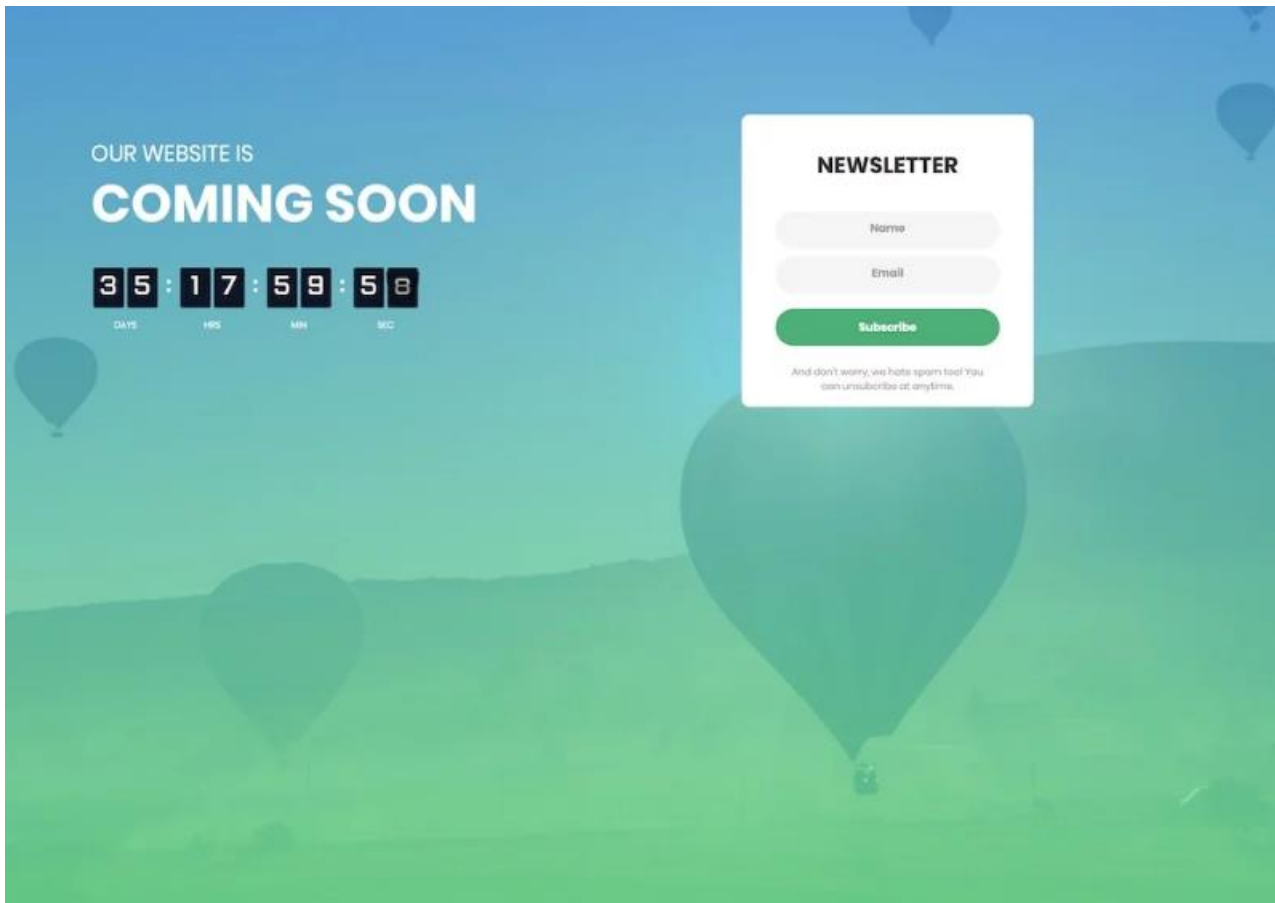 OUR WEBSITE IS
COMING SOON
35 : 17 : 59 : 58
DAYS HRS MIN SEC
NEWSLETTER
Name
Email
Subscribe
And don't worry, we hate spam too! You
can unsubcribe at anytime.